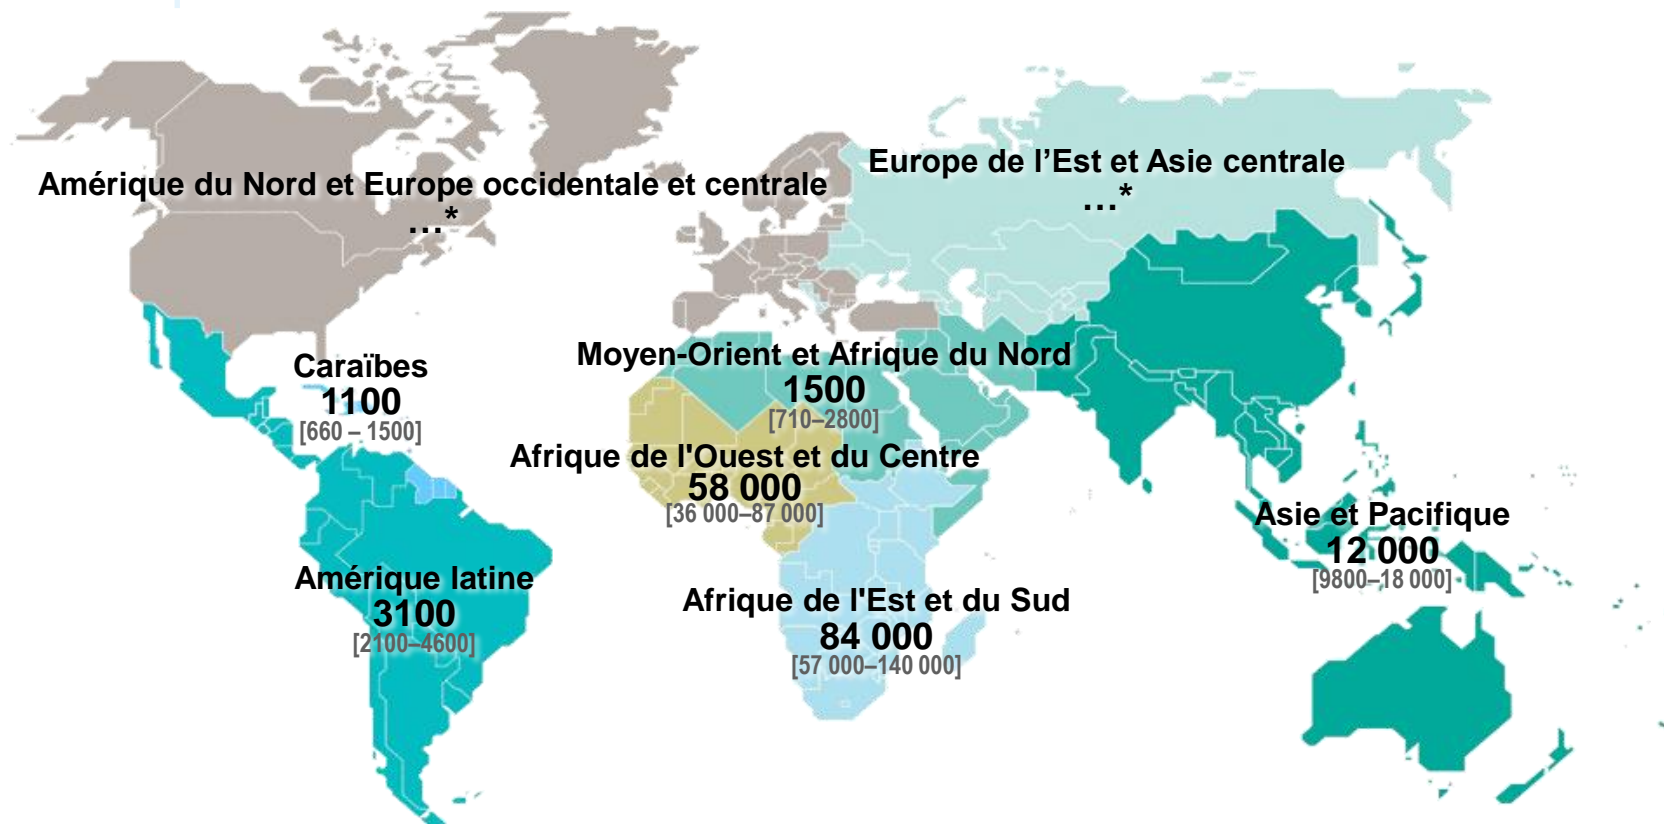 Amérique du Nord et Europe occidentale et centrale
…*
Europe de l’Est et Asie centrale
…*
Caraïbes
1100
[660 – 1500]
Moyen-Orient et Afrique du Nord
1500
[710–2800]
Afrique de l'Ouest et du Centre
58 000
[36 000–87 000]
Asie et Pacifique
12 000
[9800–18 000]
Amérique latine
3100
[2100–4600]
Afrique de l'Est et du Sud
84 000
[57 000–140 000]